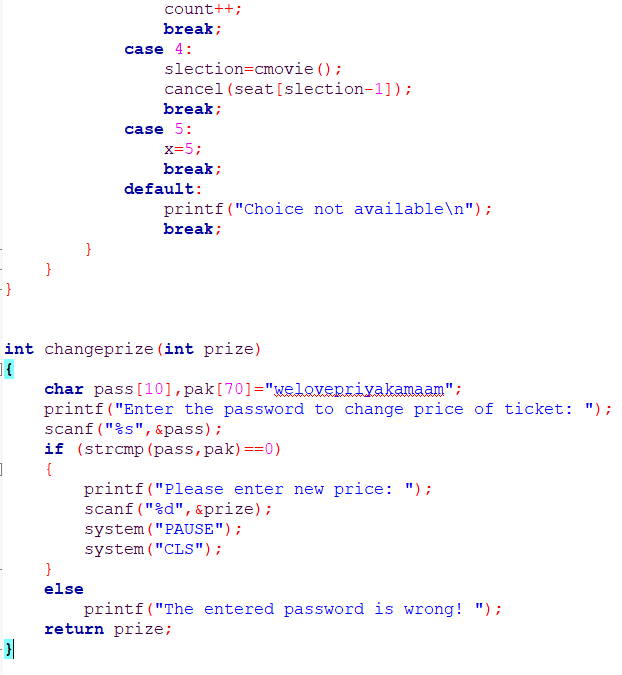 count++;
break;
case 4:
slection=cmovie();
cancel(seat[slection-1]);
break;
case 5:
x=5;
break;
default:
printf("Choice not available\n");
break;
}
}
}
int changeprize(int prize)
{
char pass[10],pak[70]="welovepriyakamaam";
printf("Enter the password to change price of ticket: ");
scanf("%s",&pass);
if (strcmp(pass,pak)==0)
{
printf("Please enter new price: ");
scanf("%d",&prize);
system("PAUSE");
system("CLS");
}
else
printf("The entered password is wrong! ");
return prize;
}